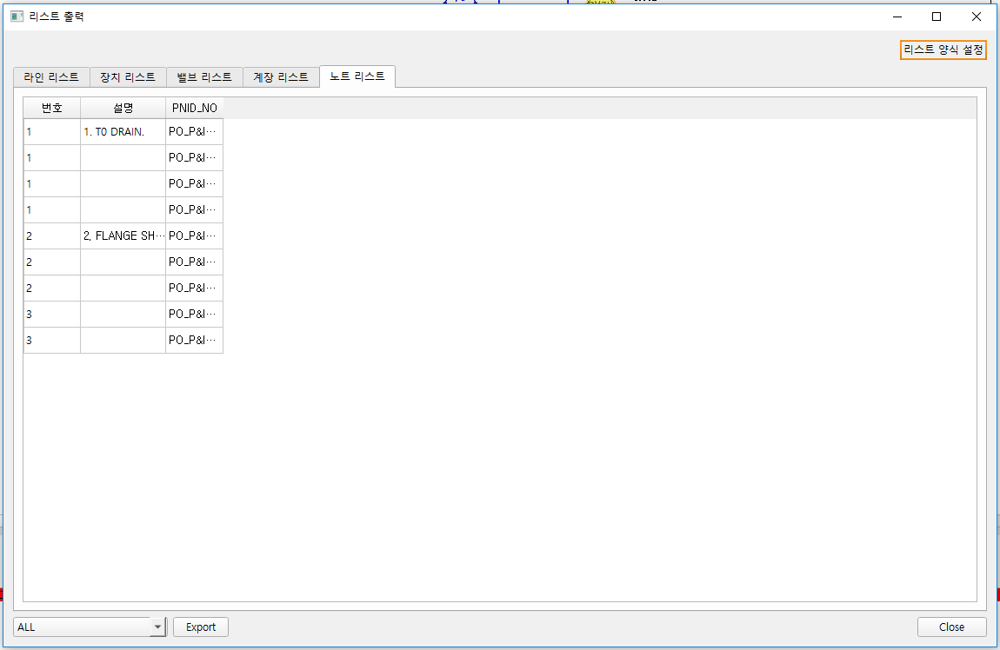 리스트 출력
리스트 양식 설정
라인 리스트 장치 리스트 밸브 리스트 계장 리스트 노트 리스트
번호 설명 PNID_NO
1 1. TO DRAIN. PO_P&I…
1 PO_P&I…
1 PO_P&I…
1 PO_P&I…
2 2. FLANGE SH… PO_P&I…
2 PO_P&I…
2 PO_P&I…
3 PO_P&I…
3 PO_P&I…
ALL Export Close